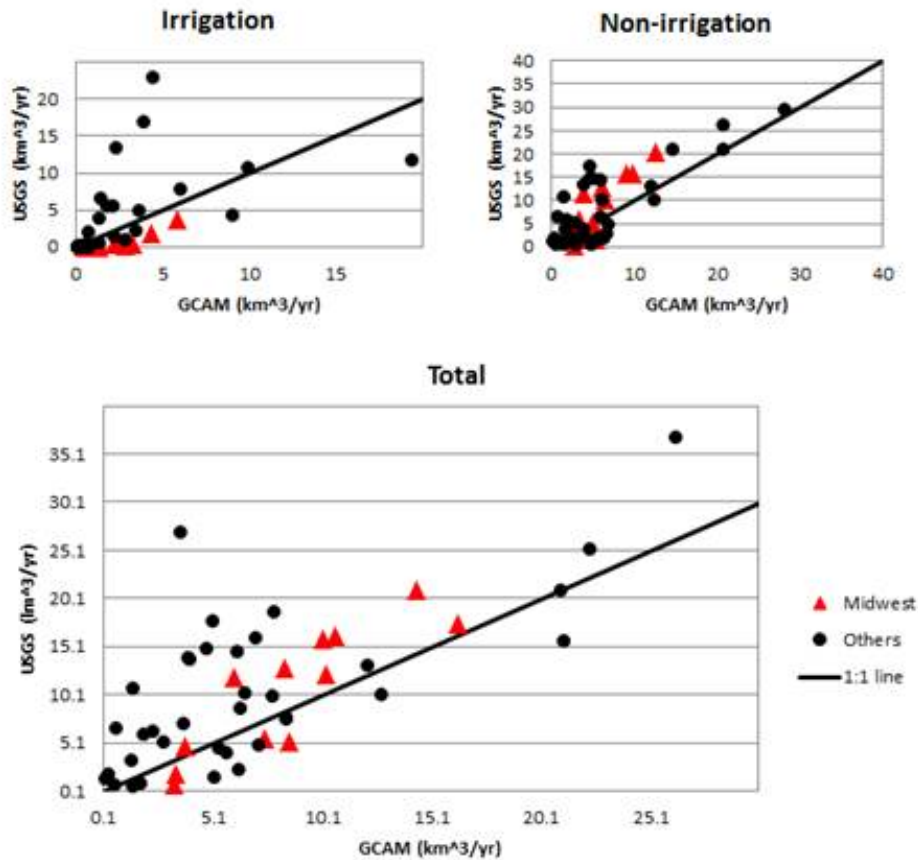 Irrigation
USGS (km^3/yr)
20
15
10
5
0
0 5 10 15
GCAM (km^3/yr)
Non-irrigation
USGS (km^3/yr)
40
35
30
25
20
15
10
5
0
0 10 20 30 40
GCAM (km^3/yr)
Total
USGS (lm^3/yr)
35.1
30.1
25.1
20.1
15.1
10.1
5.1
0.1
0.1 5.1 10.1 15.1 20.1 25.1
GCAM (km^3/yr)
Midwest
Others
1:1 line